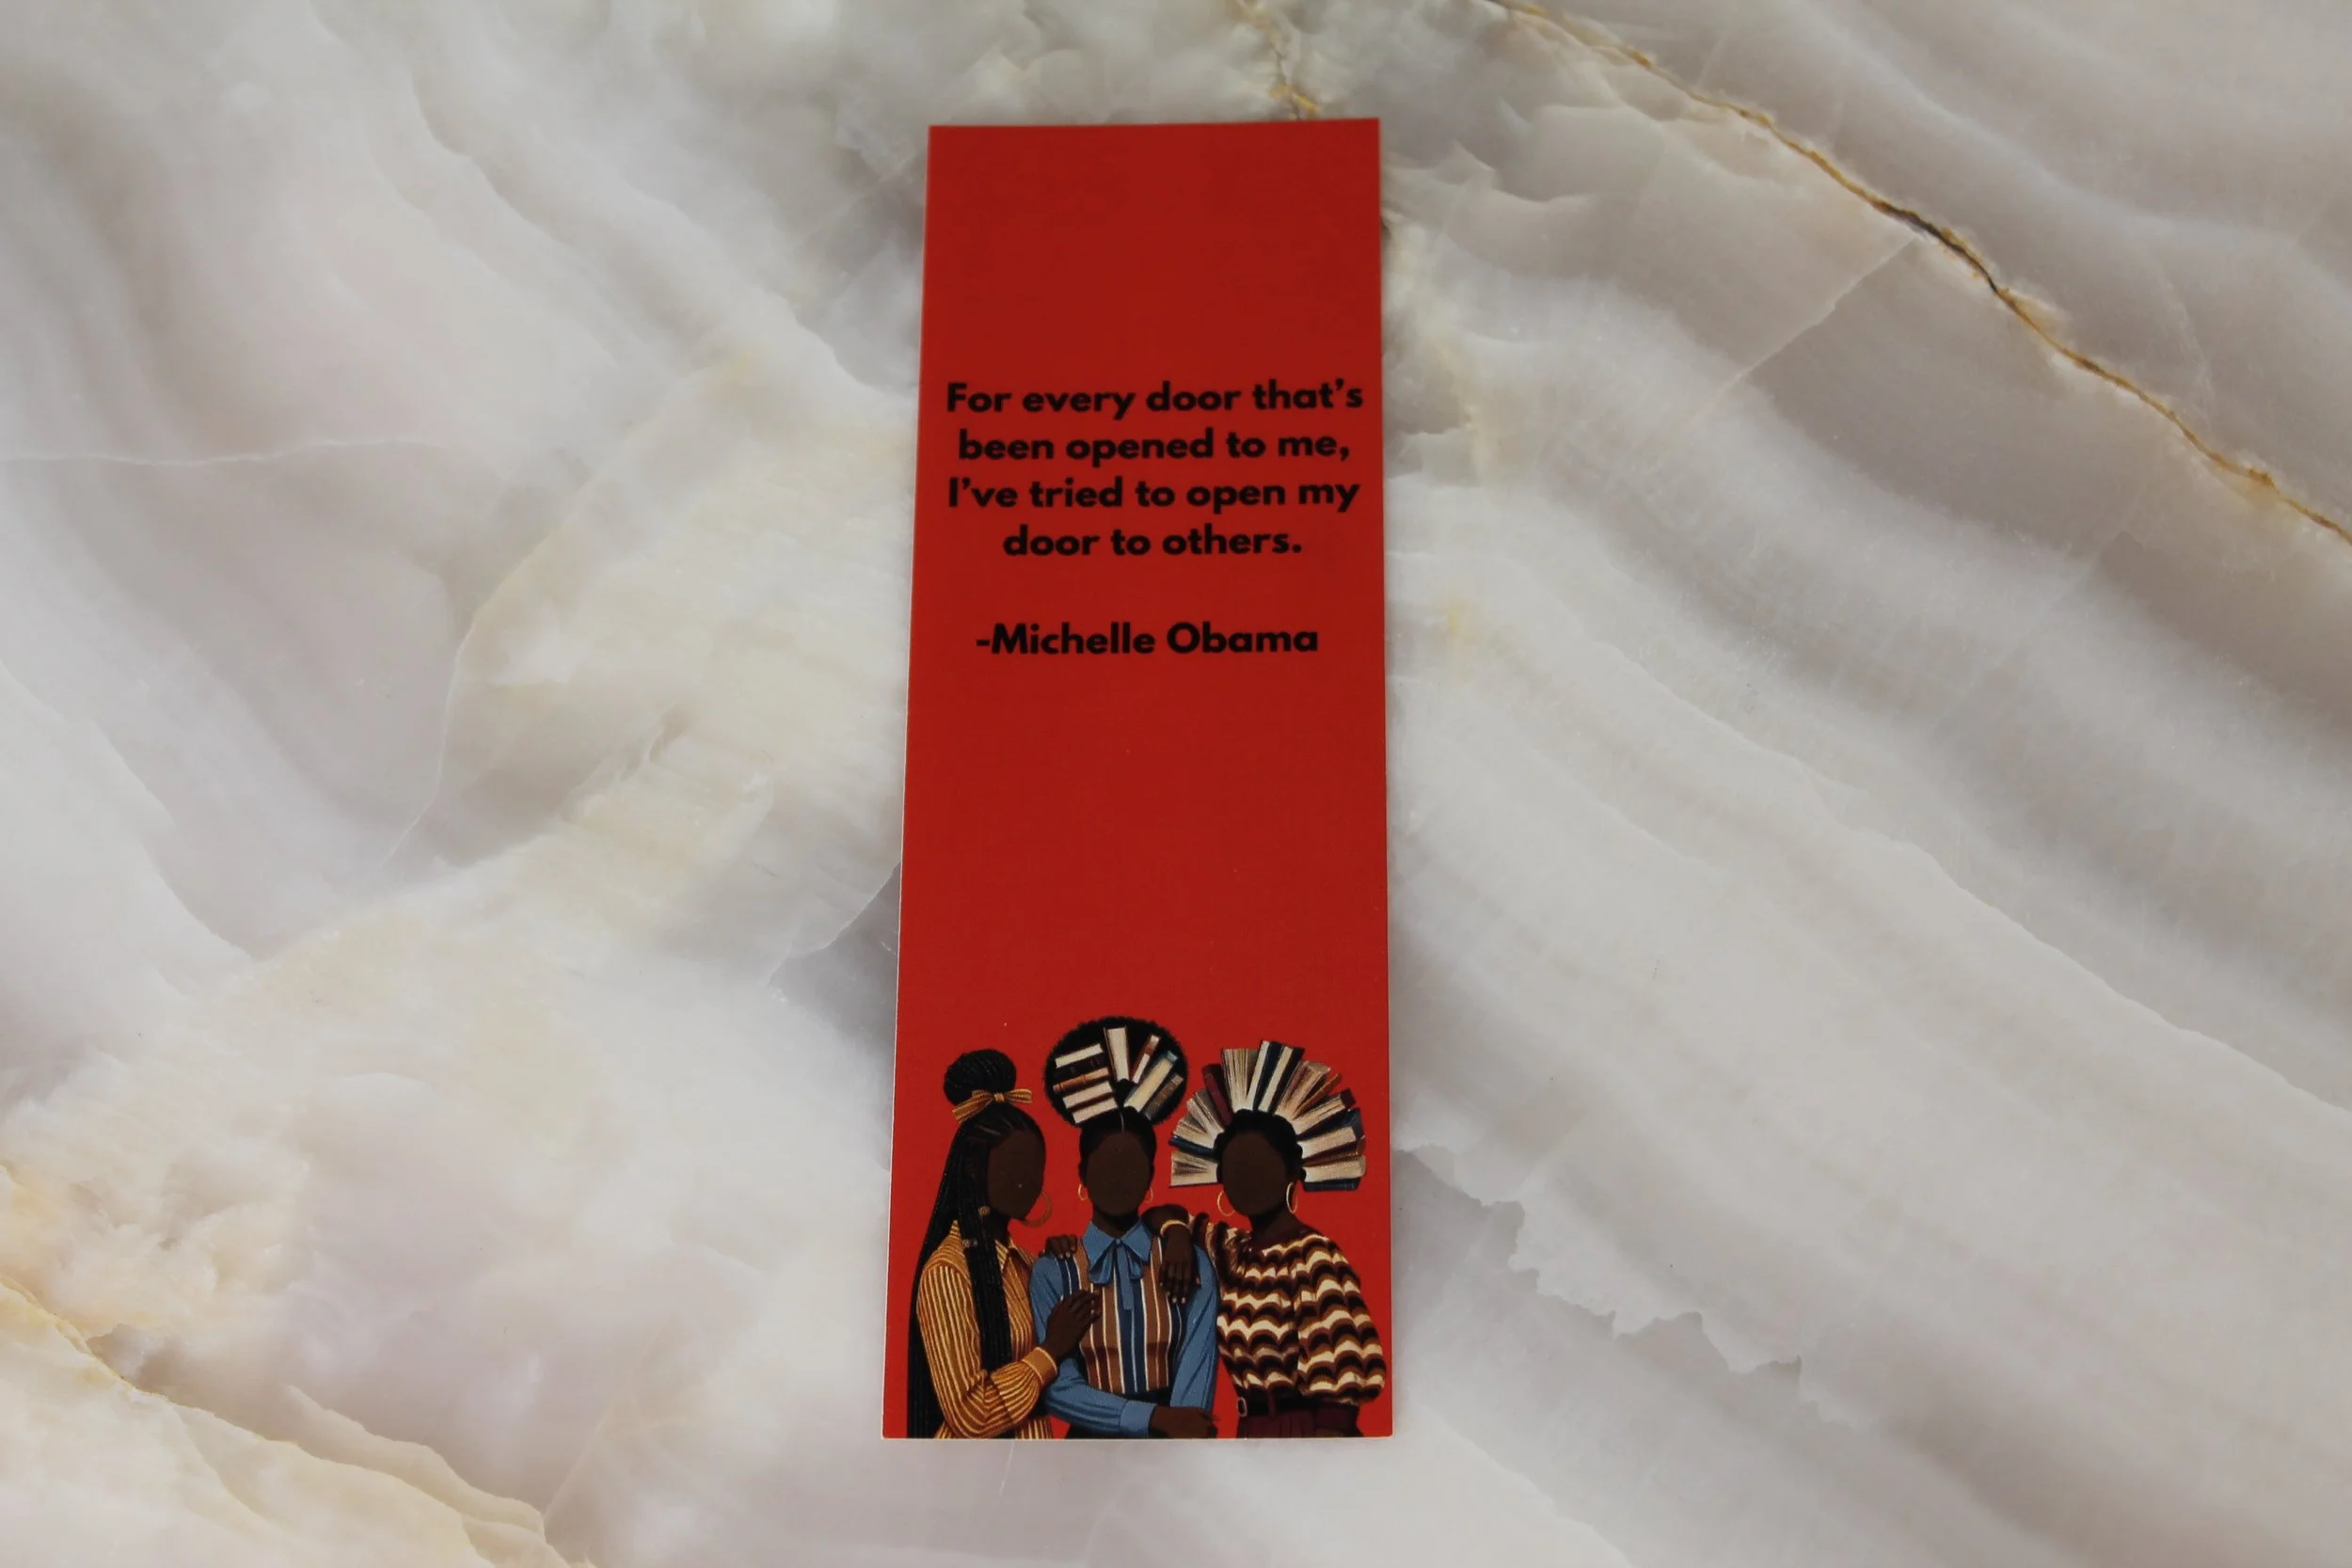 For every door that’s
been opened to me,
I’ve tried to open my
door to others.
-Michelle Obama